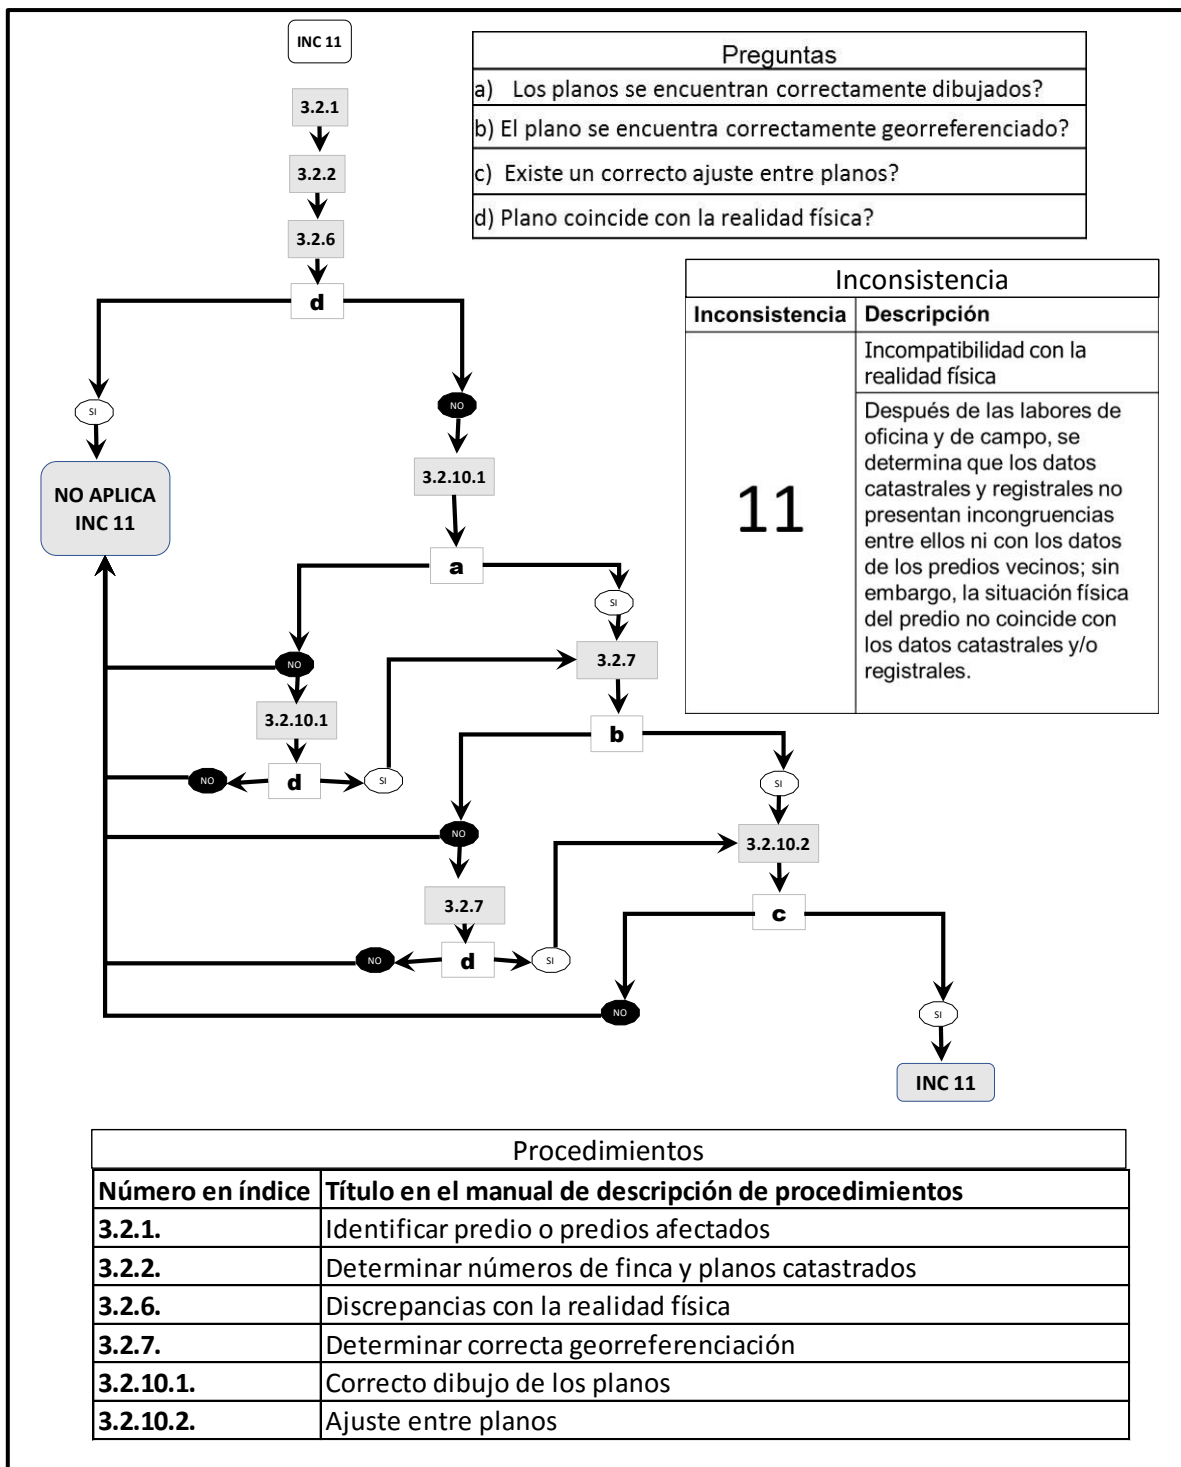 INC 11
Preguntas
a) Los planos se encuentran correctamente dibujados?
b) El plano se encuentra correctamente georreferenciado?
c) Existe un correcto ajuste entre planos?
d) Plano coincide con la realidad física?
3.2.1
3.2.2
3.2.6
d
SI
NO
NO APLICA
INC 11
3.2.10.1
a
NO
SI
3.2.10.1
3.2.7
d
NO
SI
b
NO
SI
3.2.7
3.2.10.2
d
NO
SI
c
NO
SI
INC 11
Inconsistencia
Inconsistencia Descripción
11
Incompatibilidad con la
realidad física
Después de las labores de
oficina y de campo, se
determina que los datos
catastrales y registrales no
presentan incongruencias
entre ellos ni con los datos
de los predios vecinos; sin
embargo, la situación física
del predio no coincide con
los datos catastrales y/o
registrales.
Procedimientos
Número en índice Título en el manual de descripción de procedimientos
3.2.1. Identificar predio o predios afectados
3.2.2. Determinar números de finca y planos catastrados
3.2.6. Discrepancias con la realidad física
3.2.7. Determinar correcta georreferenciación
3.2.10.1. Correcto dibujo de los planos
3.2.10.2. Ajuste entre planos